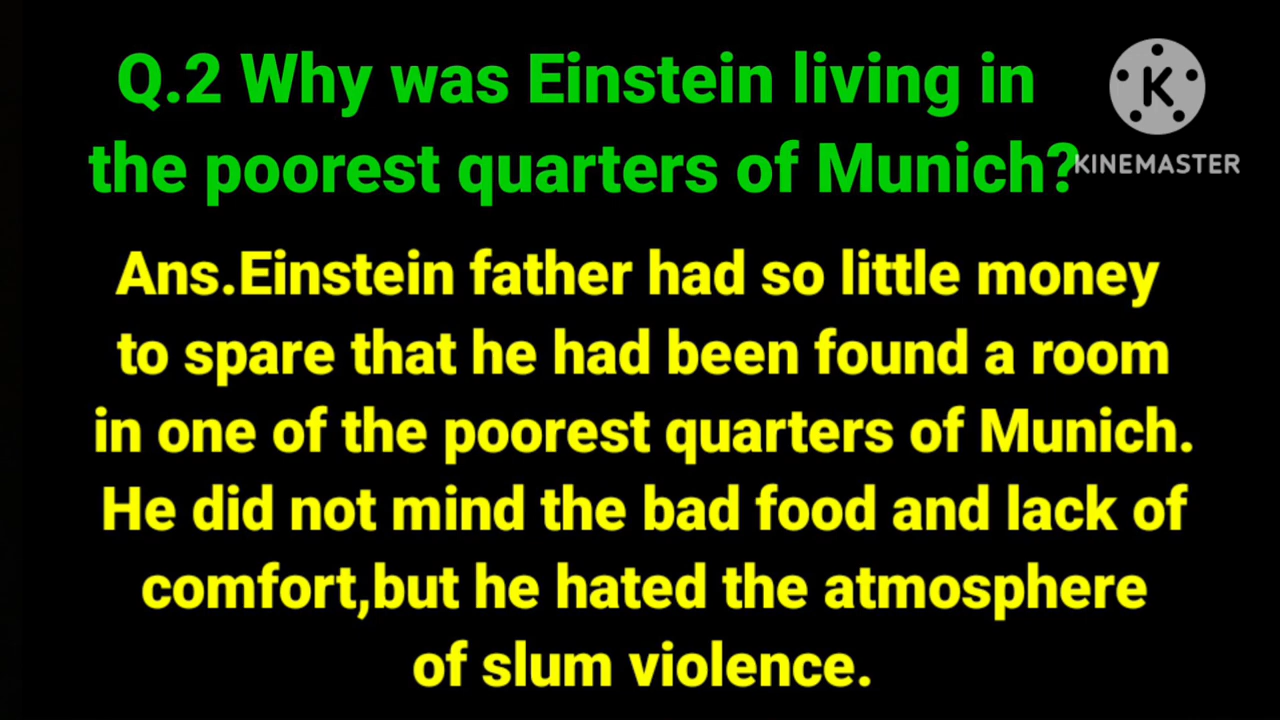 Q.2 Why was Einstein living in
the poorest quarters of Munich?
KINEMASTER
Ans.Einstein father had so little money
to spare that he had been found a room
in one of the poorest quarters of Munich.
He did not mind the bad food and lack of
comfort,but he hated the atmosphere
of slum violence.